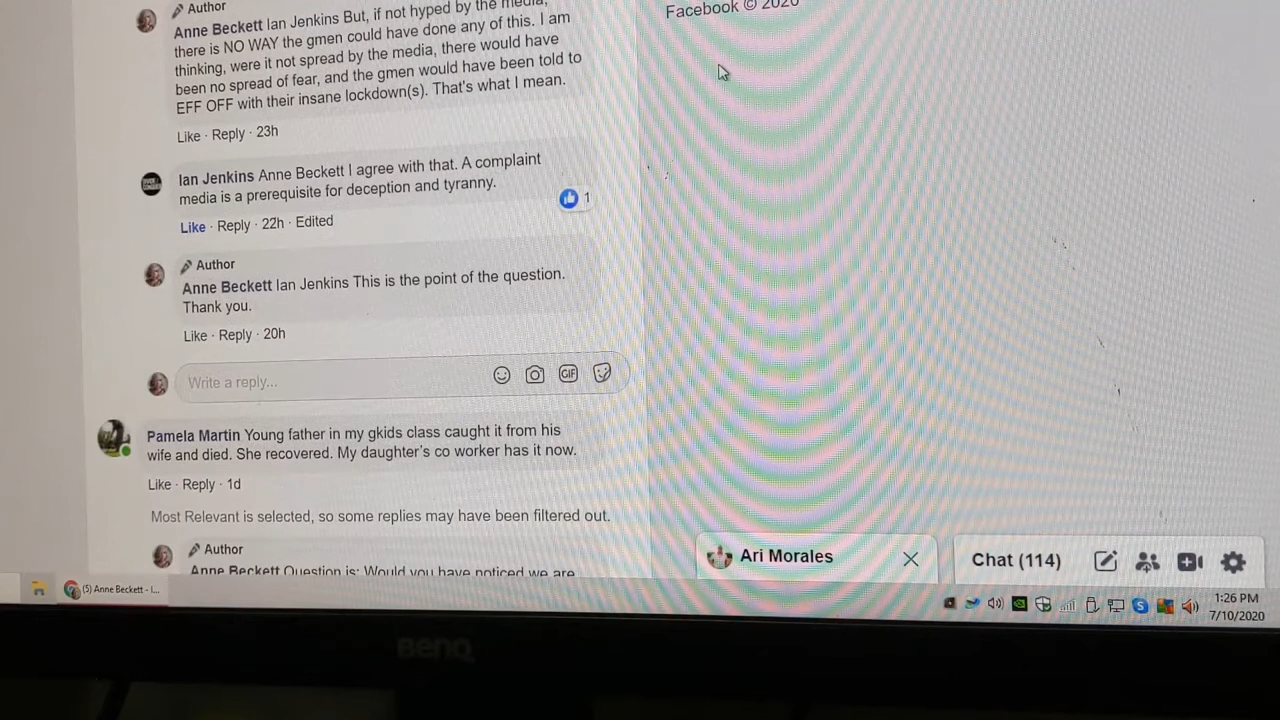 Author
Facebook © 2020
Anne Beckett Ian Jenkins But, if not hyped by the media,
there is NO WAY the gmen could have done any of this. I am
thinking, were it not spread by the media, there would have
been no spread of fear, and the gmen would have been told to
EFF OFF with their insane lockdown(s). That's what I mean.
Like · Reply · 23h
Ian Jenkins Anne Beckett I agree with that. A complaint
media is a prerequisite for deception and tyranny.
1
Like · Reply · 22h · Edited
Author
Anne Beckett Ian Jenkins This is the point of the question.
Thank you.
Like · Reply · 20h
Write a reply...
GIF
Pamela Martin Young father in my gkids class caught it from his
wife and died. She recovered. My daughter's co worker has it now.
Like · Reply · 1d
Most Relevant is selected, so some replies may have been filtered out.
Author
Anne Beckett Question is: Would you have noticed we are
Ari Morales
Chat (114)
(5) Anne Beckett - I...
1:26 PM
7/10/2020
BenQ